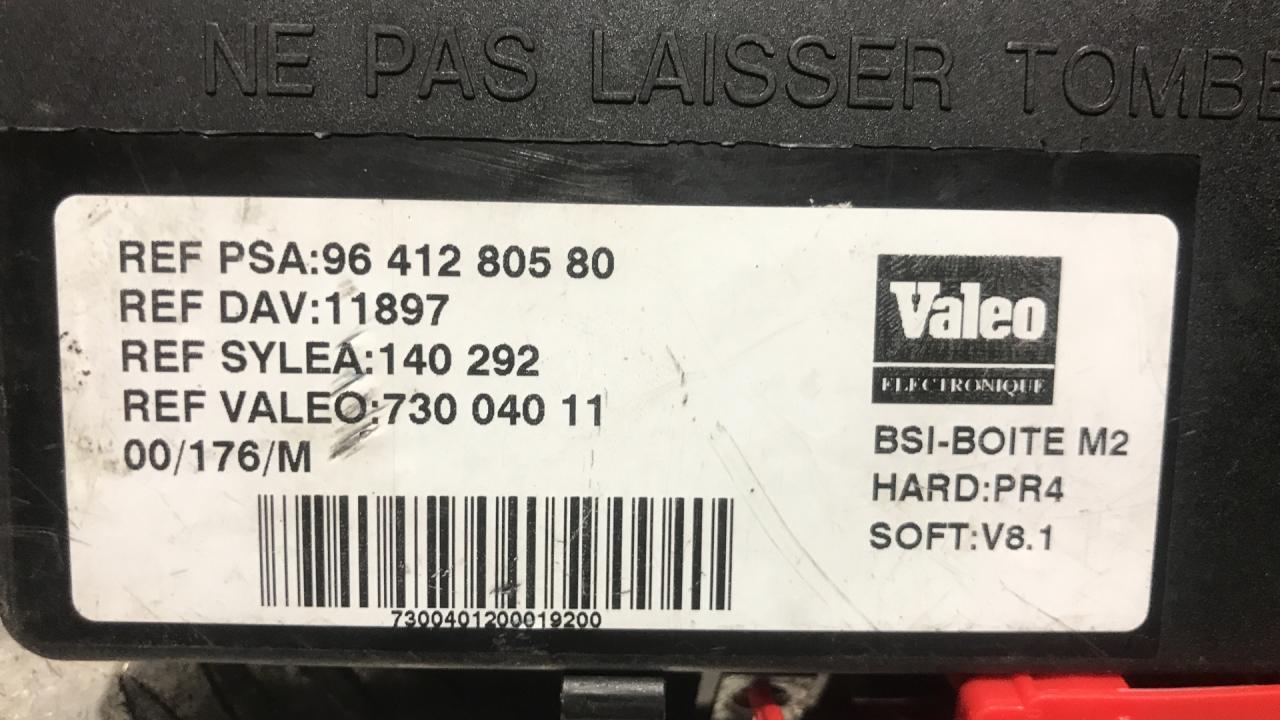 NE PAS LAISSER TOMBE
REF PSA:96 412 805 80
REF DAV:11897
REF SYLEA:140 292
REF VALEO:730 040 11
00/176/M
7300401200019200
Valeo
ELECTRONIQUE
BSI-BOITE M2
HARD:PR4
SOFT:V8.1